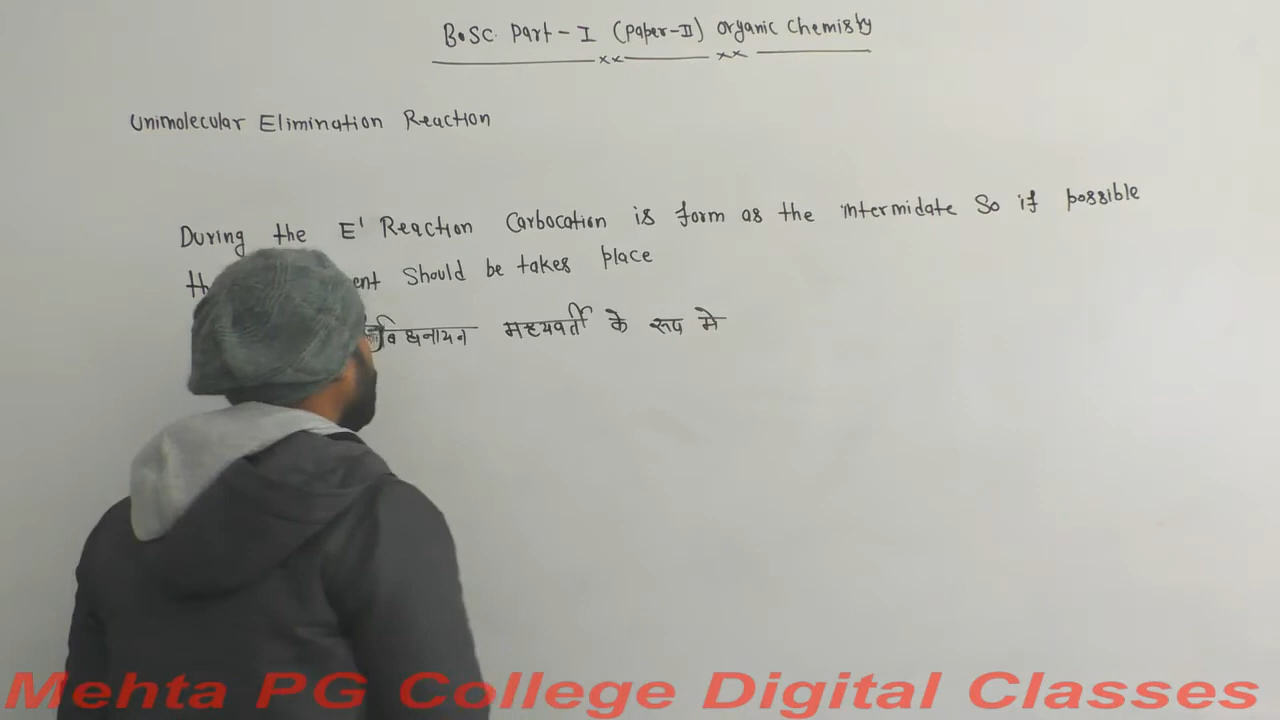 B.Sc. Part-I (Paper-II) Organic Chemistry
Unimolecular Elimination Reaction
During the E' Reaction Carbocation is form as the intermidate So if possible
Should be takes place
धनायन मध्यवर्ती के रूप मे
Mehta PG College Digital Classes